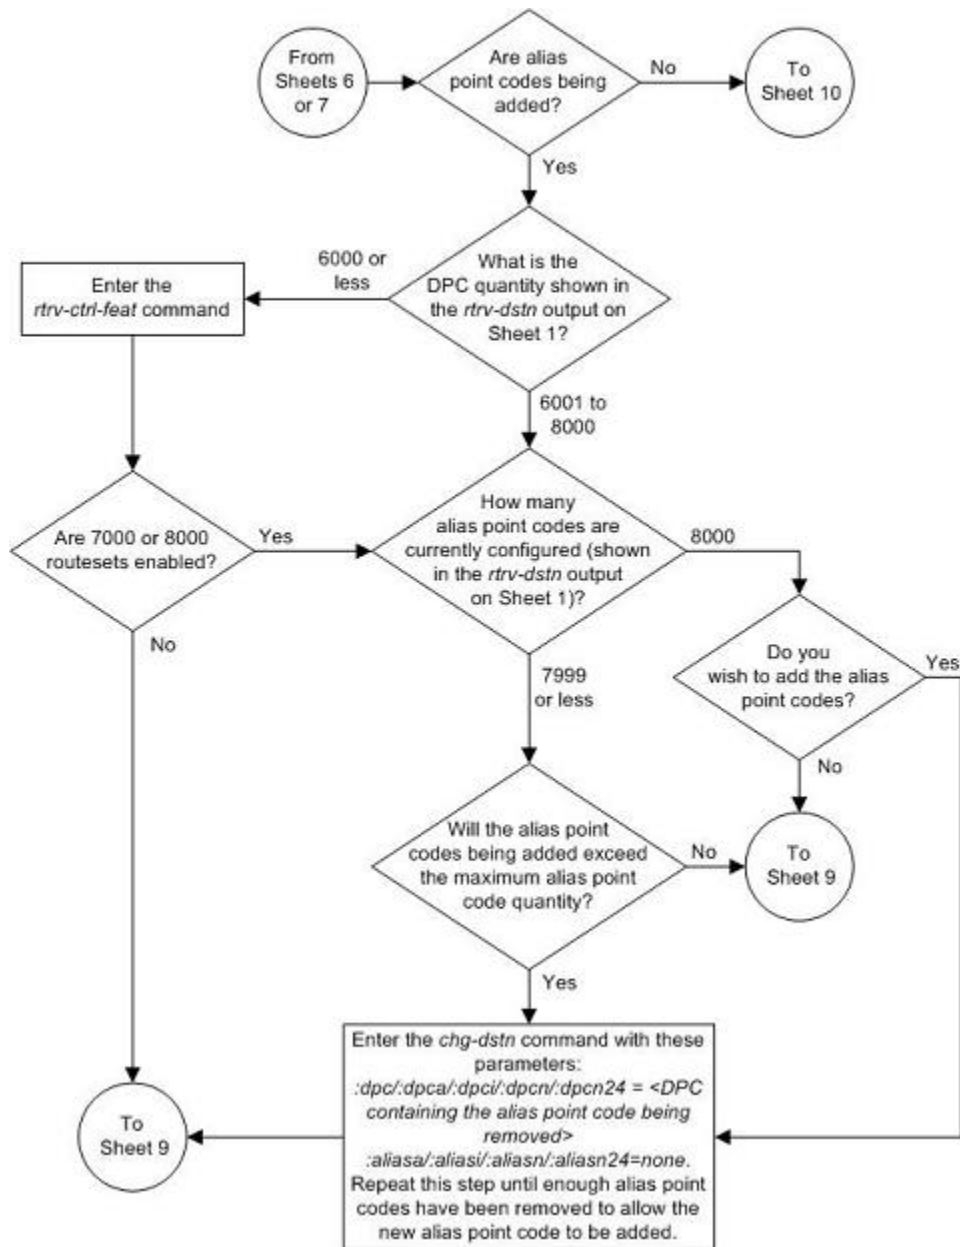 From
Sheets 6
or 7
Are alias
point codes being
added?
No
To
Sheet 10
Yes
What is the
DPC quantity shown in
the rtrv-dstn output on
Sheet 1?
6000 or
less
Enter the
rtrv-ctrl-feat command
6001 to
8000
Are 7000 or 8000
routesets enabled?
Yes
No
How many
alias point codes are
currently configured (shown
in the rtrv-dstn output
on Sheet 1)?
8000
Do you
wish to add the alias
point codes?
Yes
No
7999
or less
Will the alias point
codes being added exceed
the maximum alias point
code quantity?
No
To
Sheet 9
Yes
Enter the chg-dstn command with these
parameters:
:dpc/:dpca/:dpci/:dpcn/:dpcn24 = <DPC
containing the alias point code being
removed>
:aliasa/:aliasi/:aliasn/:aliasn24=none.
Repeat this step until enough alias point
codes have been removed to allow the
new alias point code to be added.
To
Sheet 9